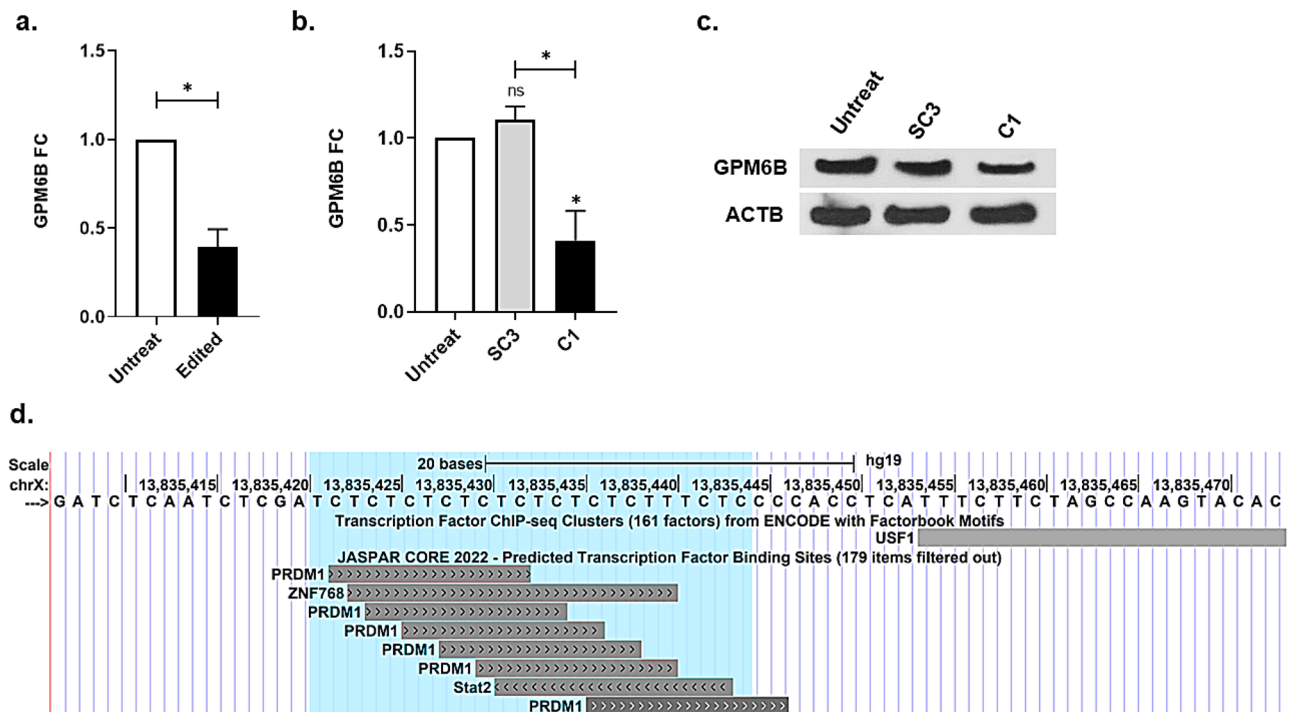 a.
1.5
1.0
0.5
0.0
GPM6B FC
*
Untreat
Edited
b.
1.5
1.0
0.5
0.0
GPM6B FC
*
ns
*
Untreat
SC3
C1
c.
Untreat SC3 C1
GPM6B
ACTB
d.
Scale 20 bases hg19
chrX: 13,835,415 13,835,420 13,835,425 13,835,430 13,835,435 13,835,440 13,835,445 13,835,450 13,835,455 13,835,460 13,835,465 13,835,470
---> G A T C T C A A T C T C G A T C T C T C T C T C T C T C T C T C T C T T T C T C C C C A C C T C A T T T C T T C T A G C C A A G T A C A C
Transcription Factor ChIP-seq Clusters (161 factors) from ENCODE with Factorbook Motifs
USF1
JASPAR CORE 2022 - Predicted Transcription Factor Binding Sites (179 items filtered out)
PRDM1
ZNF768
PRDM1
PRDM1
PRDM1
PRDM1
Stat2
PRDM1